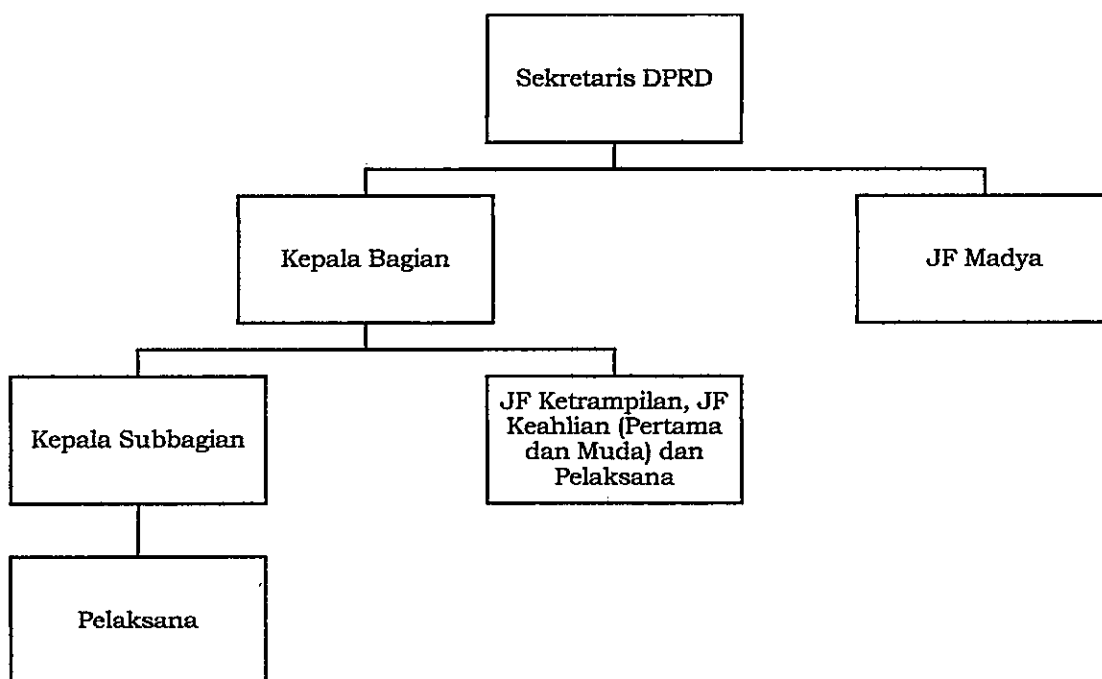 Sekretaris DPRD
Kepala Bagian
JF Madya
Kepala Subbagian
JF Ketrampilan, JF
Keahlian (Pertama
dan Muda) dan
Pelaksana
Pelaksana